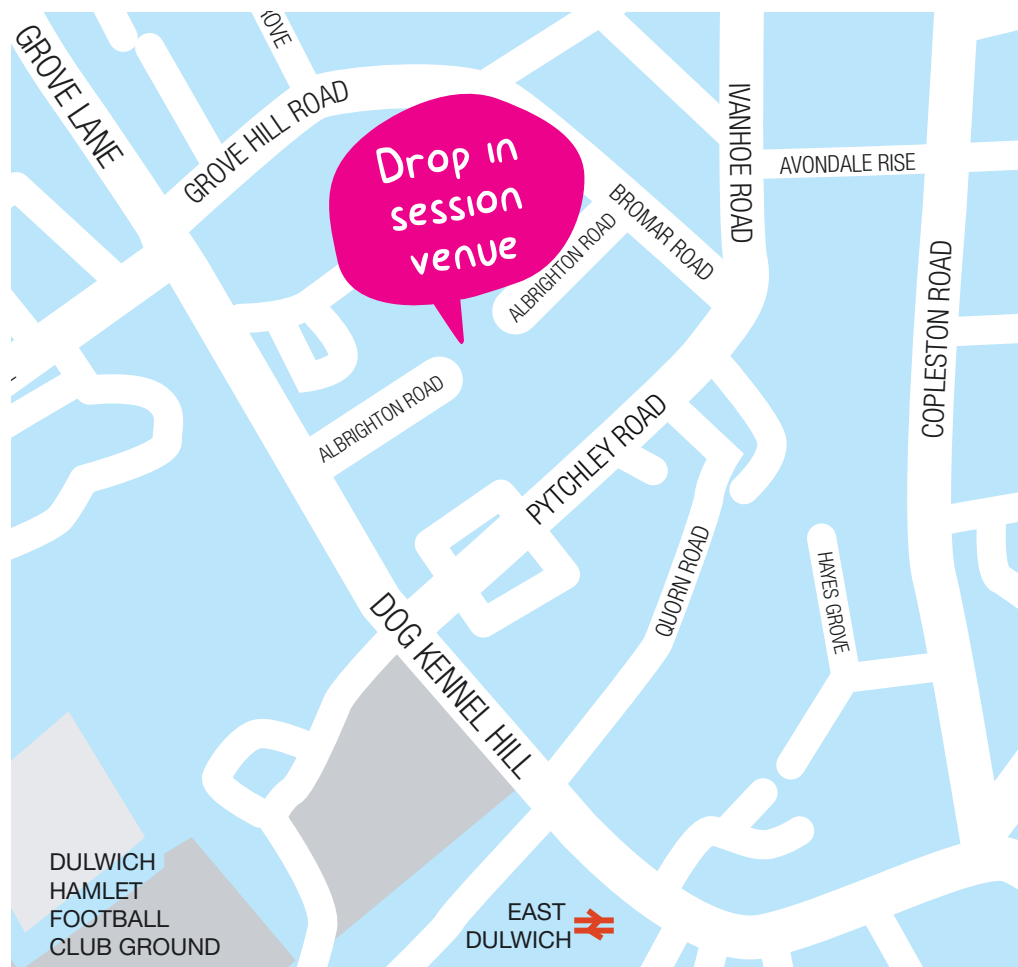 GROVE LANE
OVE
GROVE HILL ROAD
IVANHOE ROAD
AVONDALE RISE
Drop in
session
venue
BROMAR ROAD
ALBRIGHTON ROAD
COPLESTON ROAD
ALBRIGHTON ROAD
PYTCHLEY ROAD
QUORN ROAD
HAYES GROVE
DOG KENNEL HILL
DULWICH
HAMLET
FOOTBALL
CLUB GROUND
EAST
DULWICH